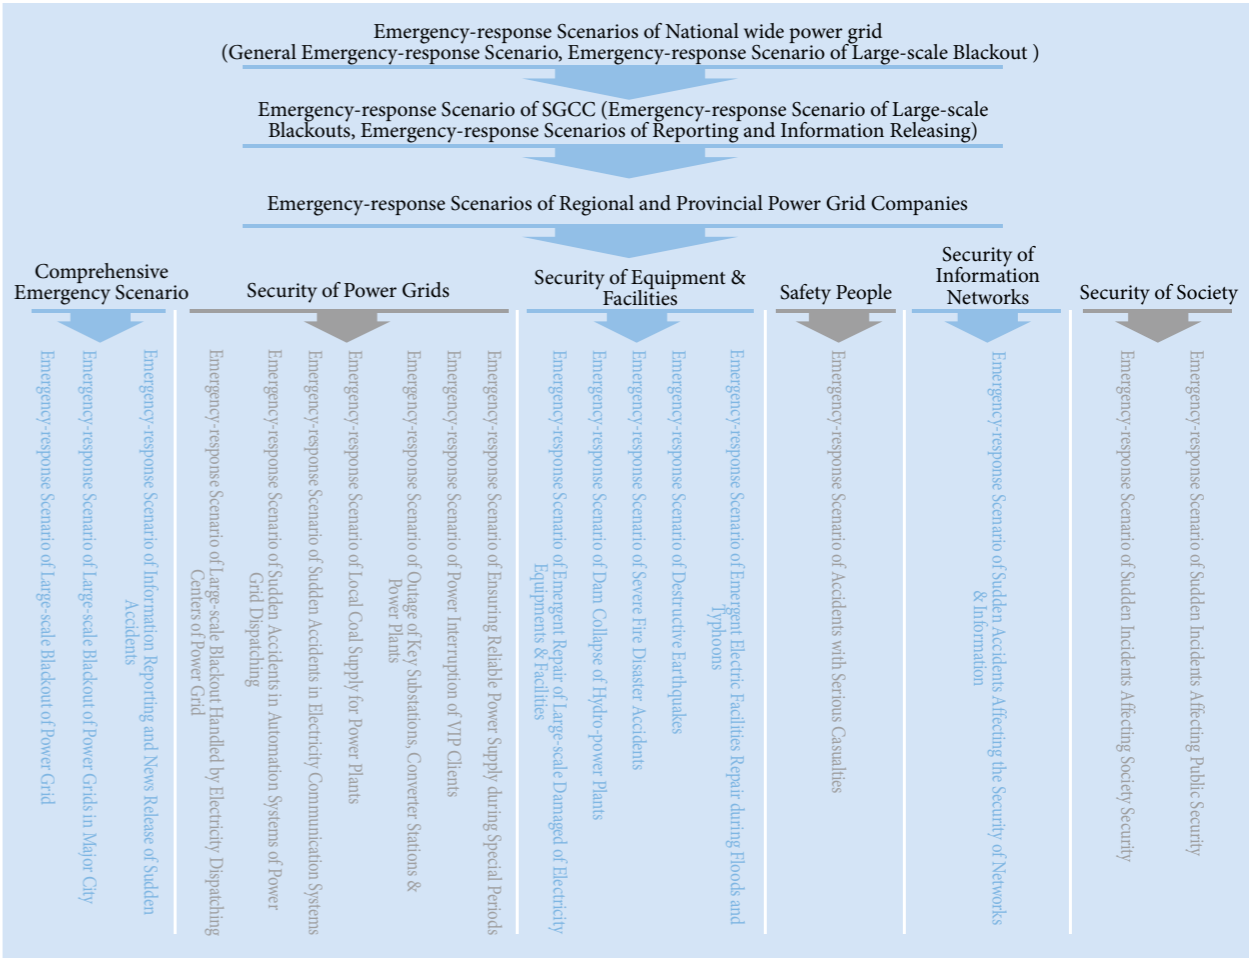 Emergency-response Scenarios of National wide power grid
(General Emergency-response Scenario, Emergency-response Scenario of Large-scale Blackout )
Emergency-response Scenario of SGCC (Emergency-response Scenario of Large-scale
Blackouts, Emergency-response Scenarios of Reporting and Information Releasing)
Emergency-response Scenarios of Regional and Provincial Power Grid Companies
Comprehensive
Emergency Scenario
Emergency-response Scenario of Large-scale Blackout of Power Grid
Emergency-response Scenario of Large-scale Blackout of Power Grids in Major City
Emergency-response Scenario of Information Reporting and News Release of Sudden
Accidents
Security of Power Grids
Emergency-response Scenario of Large-scale Blackout Handled by Electricity Dispatching
Centers of Power Grid
Emergency-response Scenario of Sudden Accidents in Automation Systems of Power
Grid Dispatching
Emergency-response Scenario of Sudden Accidents in Electricity Communication Systems
Emergency-response Scenario of Local Coal Supply for Power Plants
Emergency-response Scenario of Outage of Key Substations, Converter Stations &
Power Plants
Emergency-response Scenario of Power Interruption of VIP Clients
Emergency-response Scenario of Ensuring Reliable Power Supply during Special Periods
Security of Equipment &
Facilities
Emergency-response Scenario of Emergent Repair of Large-scale Damaged of Electricity
Equipments & Facilities
Emergency-response Scenario of Dam Collapse of Hydro-power Plants
Emergency-response Scenario of Severe Fire Disaster Accidents
Emergency-response Scenario of Destructive Earthquakes
Emergency-response Scenario of Emergent Electric Facilities Repair during Floods and
Typhoons
Safety People
Emergency-response Scenario of Accidents with Serious Casualties
Security of
Information
Networks
Emergency-response Scenario of Sudden Accidents Affecting the Security of Networks
& Information
Security of Society
Emergency-response Scenario of Sudden Incidents Affecting Society Security
Emergency-response Scenario of Sudden Incidents Affecting Public Security